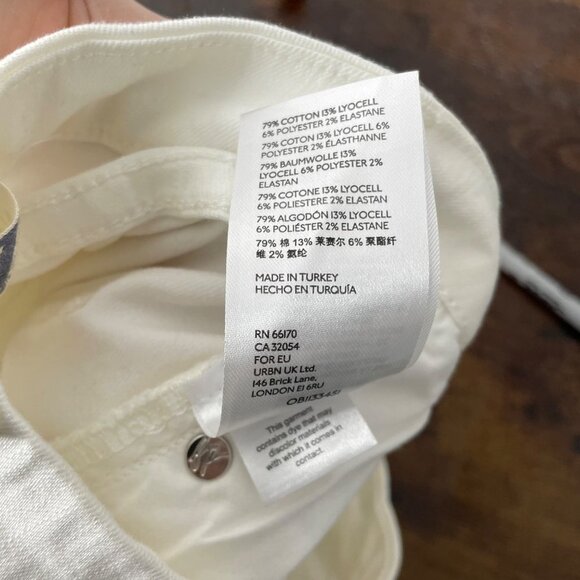 79% COTTON 13% LYOCELL
6% POLYESTER 2% ELASTANE
79% COTON 13% LYOCELL 6%
POLYESTER 2% ÉLASTHANNE
79% BAUMWOLLE 13%
LYOCELL 6% POLYESTER 2%
ELASTAN
79% COTONE 13% LYOCELL
6% POLIESTERE 2% ELASTAN
79% ALGODÓN 13% LYOCELL
6% POLIÉSTER 2% ELASTANO
79% 棉 13% 莱赛尔 6% 聚酯纤
维 2% 氨纶
MADE IN TURKEY
HECHO EN TURQUÍA
RN 66170
CA 32054
FOR EU
URBN UK Ltd.
146 Brick Lane,
LONDON E1 6RU
This garment
contains dye that may
discolor materials
with which it comes in
contact.